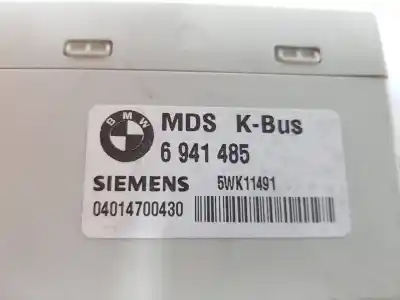 BMW
MDS K-Bus
6 941 485
SIEMENS 5WK11491
04014700430